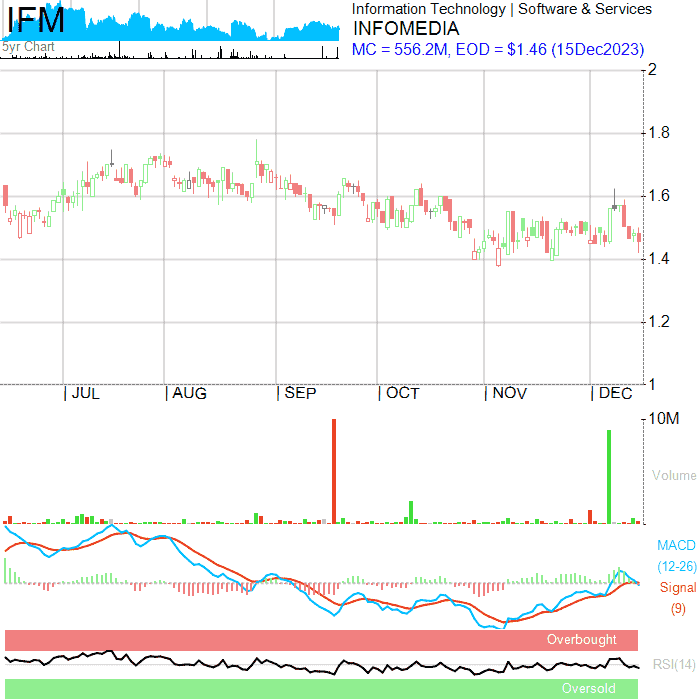 IFM
5yr Chart
Information Technology | Software & Services
INFOMEDIA
MC = 556.2M, EOD = $1.46 (15Dec2023)
2
1.8
1.6
1.4
1.2
1
| JUL | AUG | SEP | OCT | NOV | DEC
10M
Volume
MACD
(12-26)
Signal
(9)
Overbought
RSI(14)
Oversold